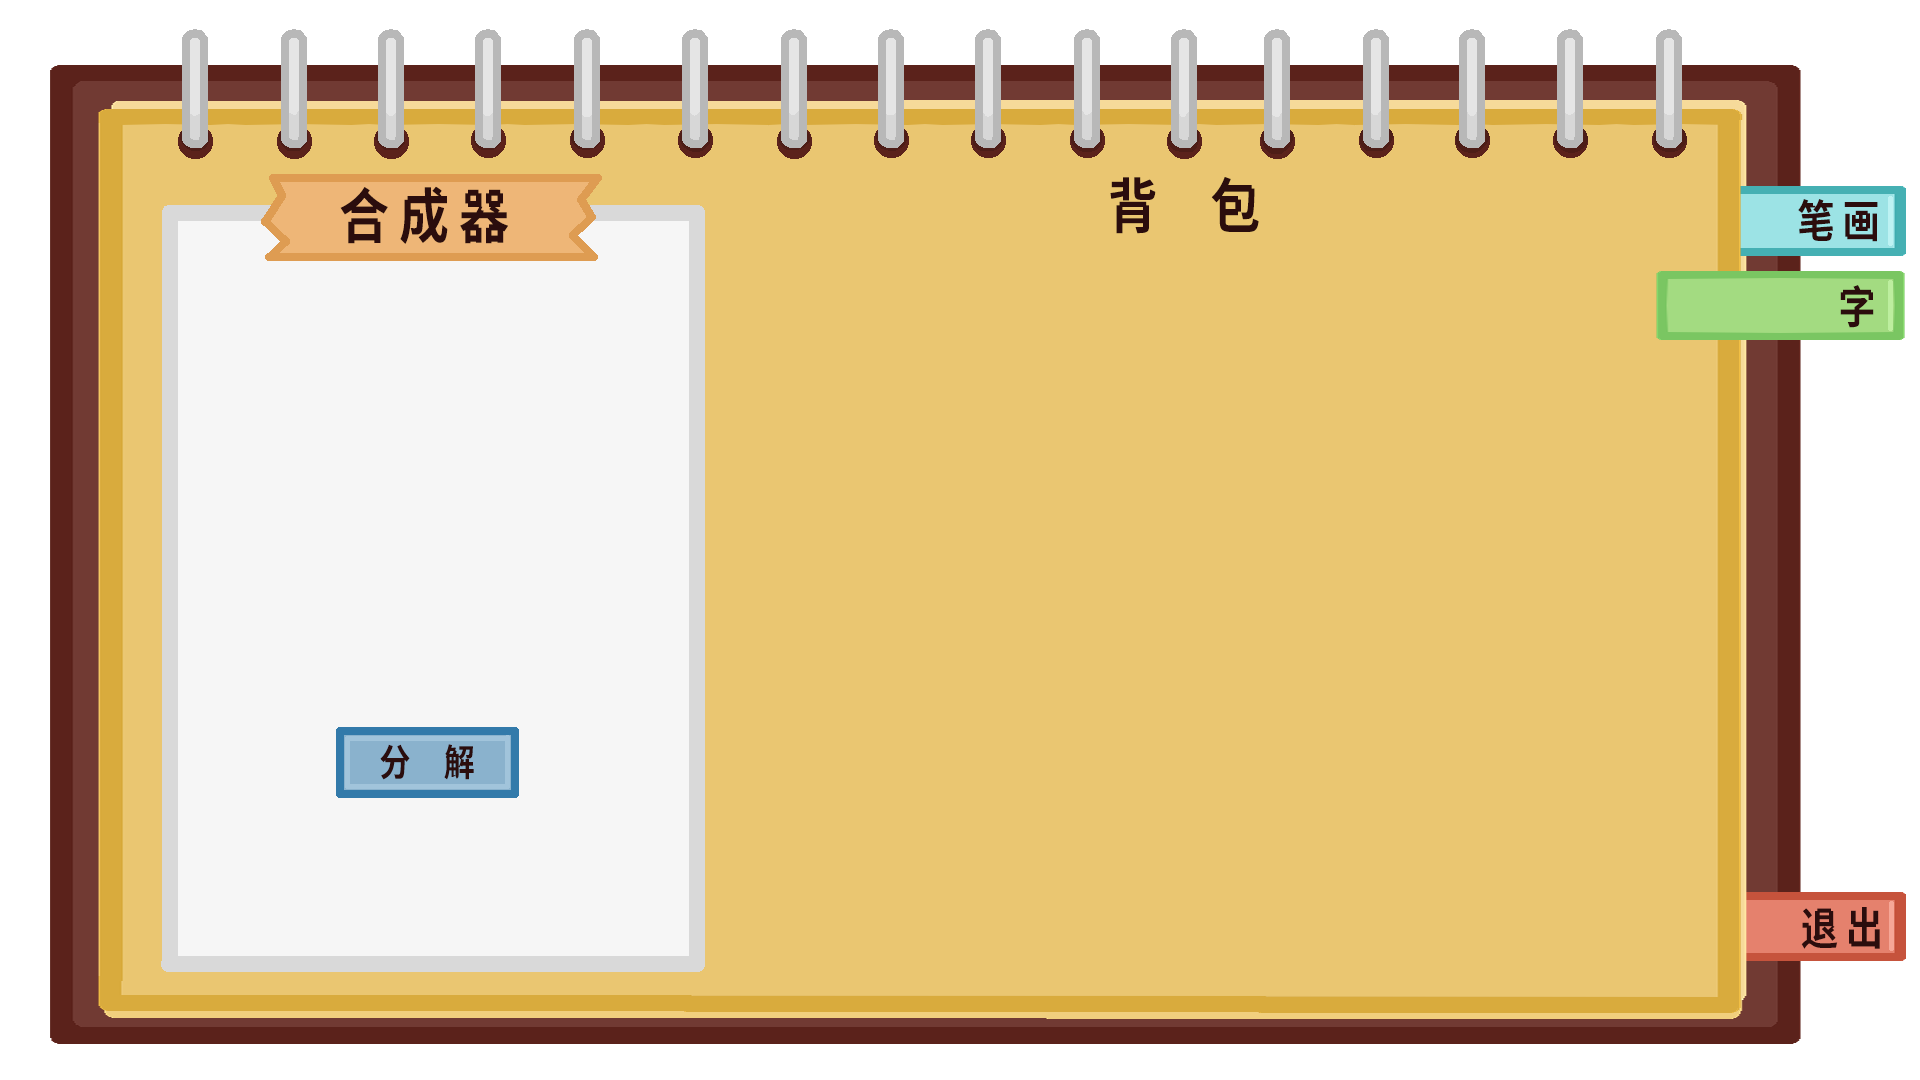 合成器
背 包
笔画
字
分 解
退出